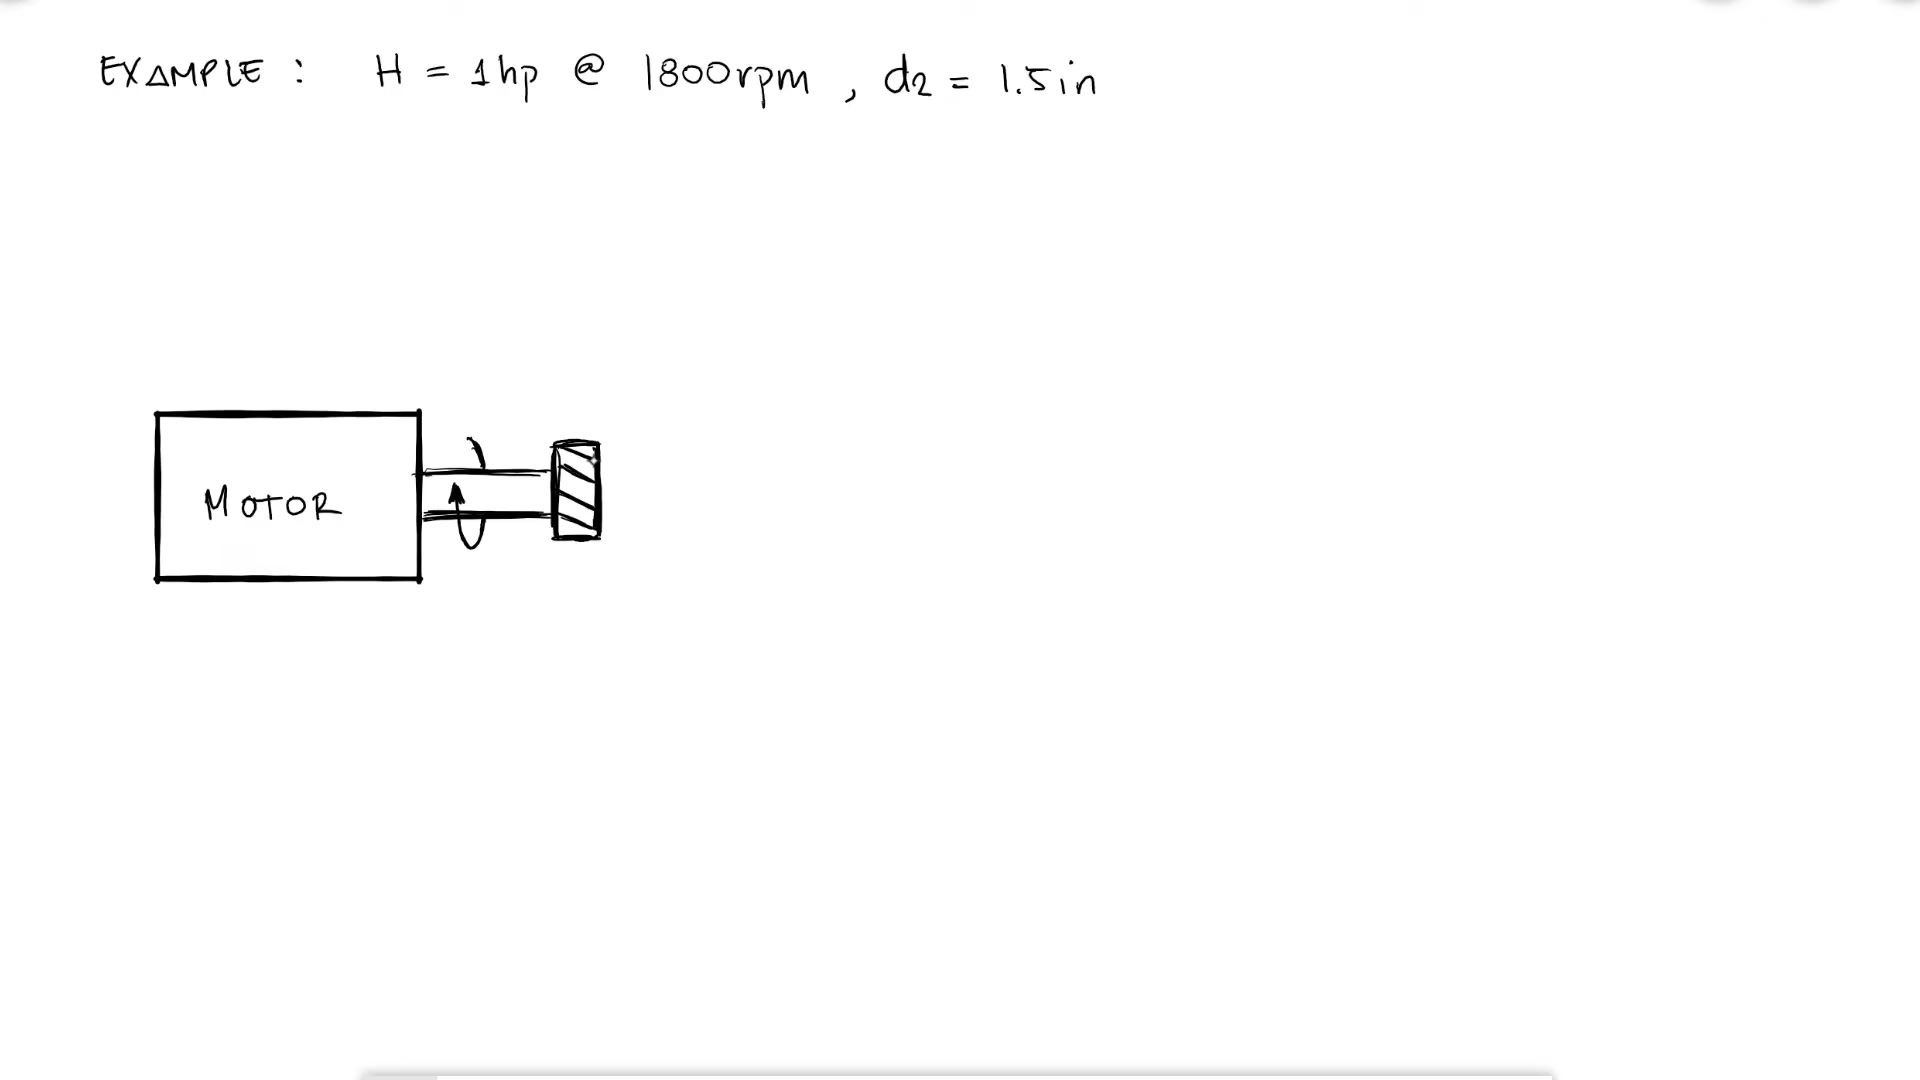 EXAMPLE : H = 1hp @ 1800rpm , d2 = 1.5in
MOTOR